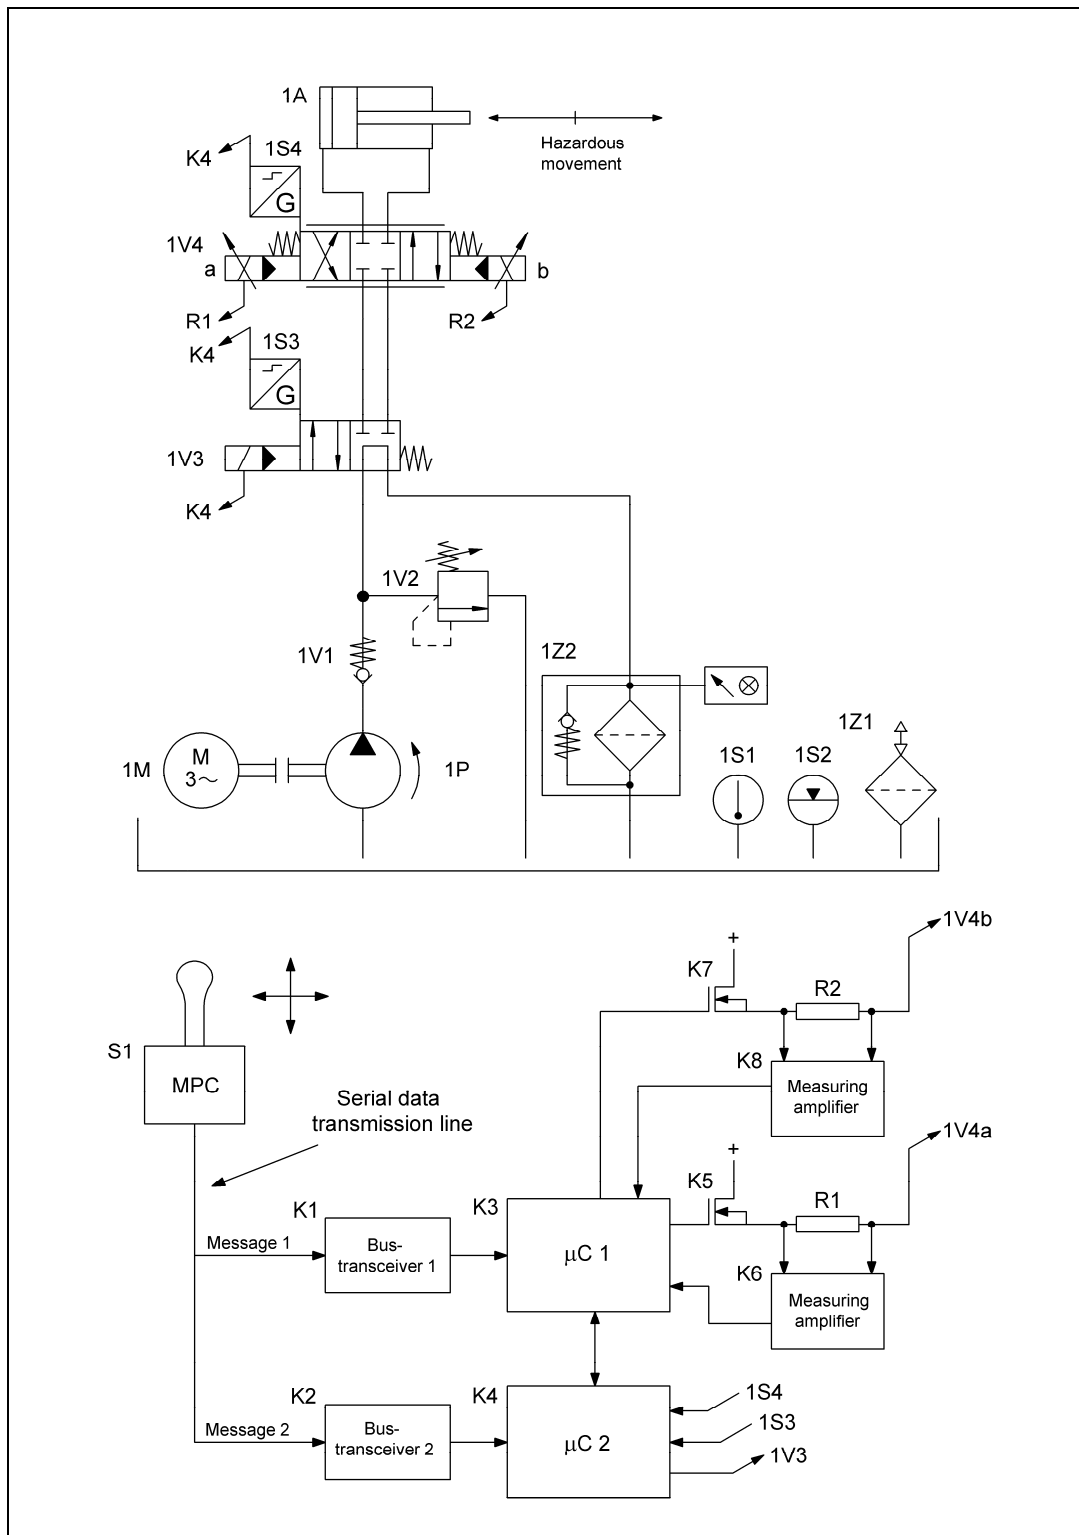 1A
Hazardous
movement
K4
1S4
G
1V4
a
b
R1
R2
K4
1S3
G
1V3
K4
1V2
1V1
1Z2
1Z1
1S1
1S2
1M
M
3～
1P
1V4b
+
K7
R2
S1
MPC
K8
Measuring
amplifier
Serial data
transmission line
1V4a
+
K5
R1
K1
K3
Message 1
Bus-
transceiver 1
µC 1
K6
Measuring
amplifier
K2
K4
1S4
1S3
Message 2
Bus-
transceiver 2
µC 2
1V3